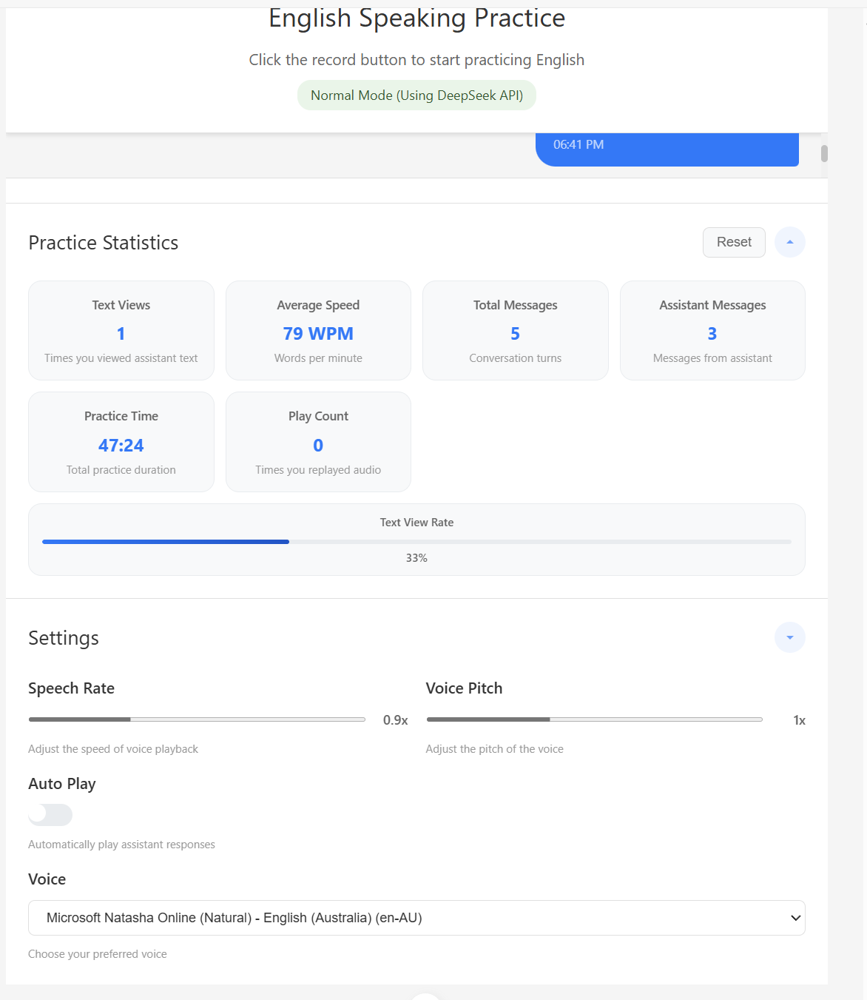 English Speaking Practice
Click the record button to start practicing English
Normal Mode (Using DeepSeek API)
06:41 PM
Practice Statistics
Reset
Text Views
1
Times you viewed assistant text
Average Speed
79 WPM
Words per minute
Total Messages
5
Conversation turns
Assistant Messages
3
Messages from assistant
Practice Time
47:24
Total practice duration
Play Count
0
Times you replayed audio
Text View Rate
33%
Settings
Speech Rate
0.9x
Adjust the speed of voice playback
Voice Pitch
1x
Adjust the pitch of the voice
Auto Play
Automatically play assistant responses
Voice
Microsoft Natasha Online (Natural) - English (Australia) (en-AU)
Choose your preferred voice